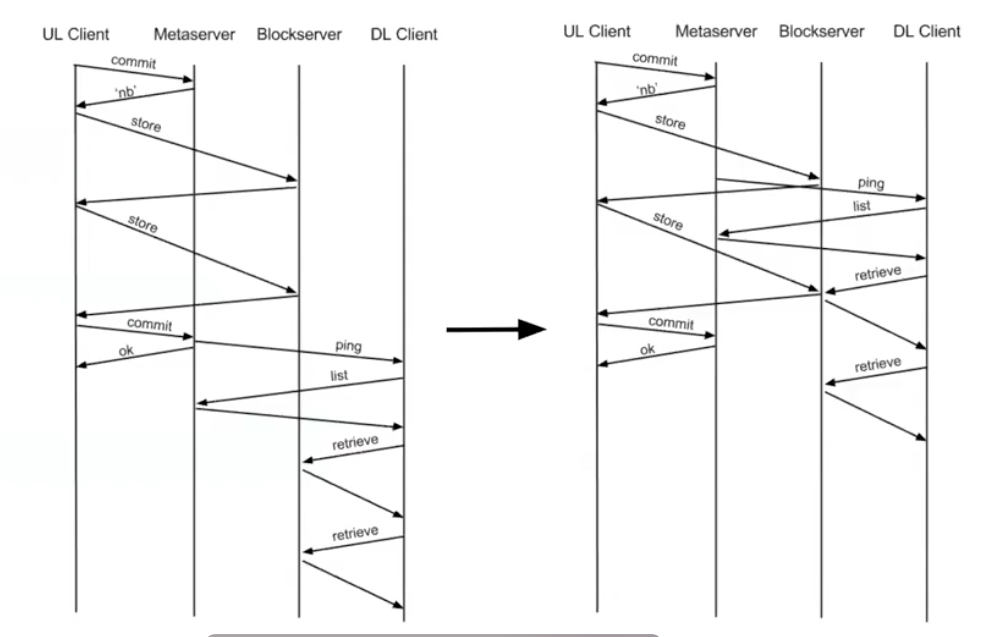 UL Client Metaserver Blockserver DL Client
commit
'nb'
store
store
commit
ok
ping
list
retrieve
retrieve
UL Client Metaserver Blockserver DL Client
commit
'nb'
store
ping
list
store
retrieve
commit
ok
retrieve